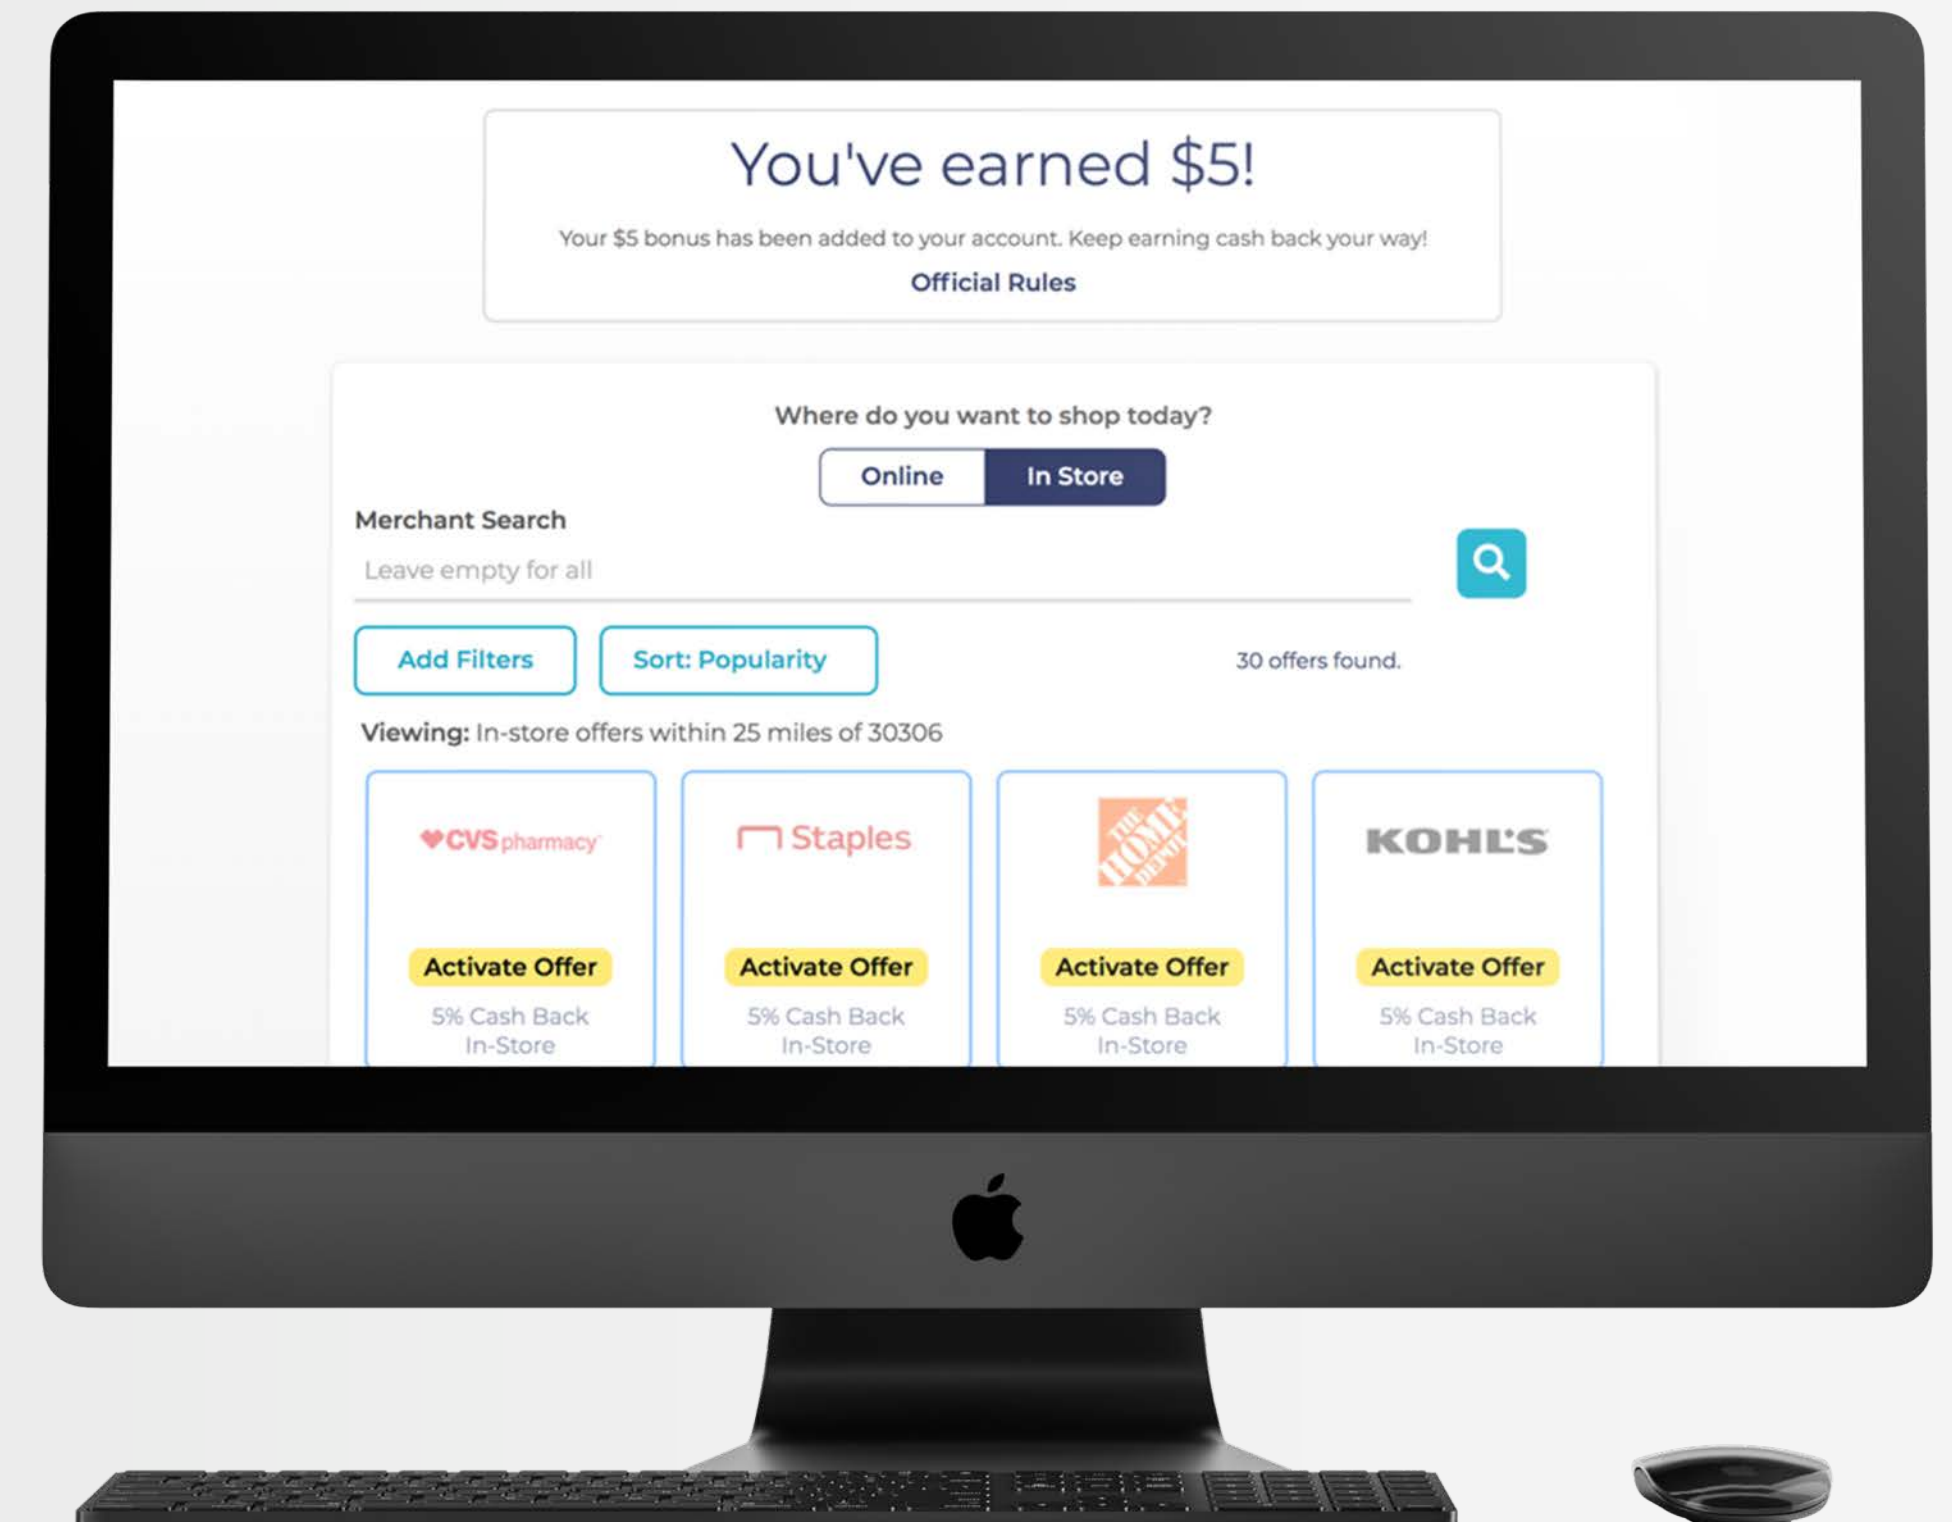 You've earned $5!
Your $5 bonus has been added to your account. Keep earning cash back your way!
Official Rules
Where do you want to shop today?
Online In Store
Merchant Search
Leave empty for all
Add Filters Sort: Popularity 30 offers found.
Viewing: In-store offers within 25 miles of 30306
CVS pharmacy Staples THE HOME DEPOT KOHL'S
Activate Offer Activate Offer Activate Offer Activate Offer
5% Cash Back 5% Cash Back 5% Cash Back 5% Cash Back
In-Store In-Store In-Store In-Store